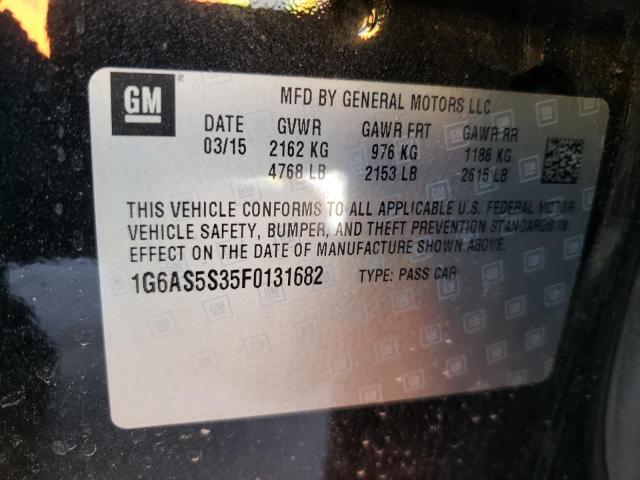 GM
MFD BY GENERAL MOTORS LLC
DATE GVWR GAWR FRT GAWR RR
03/15 2162 KG 976 KG 1186 KG
4768 LB 2153 LB 2615 LB
THIS VEHICLE CONFORMS TO ALL APPLICABLE U.S. FEDERAL MOTOR
VEHICLE SAFETY, BUMPER, AND THEFT PREVENTION STANDARDS IN
EFFECT ON THE DATE OF MANUFACTURE SHOWN ABOVE.
1G6AS5S35F0131682 TYPE: PASS CAR